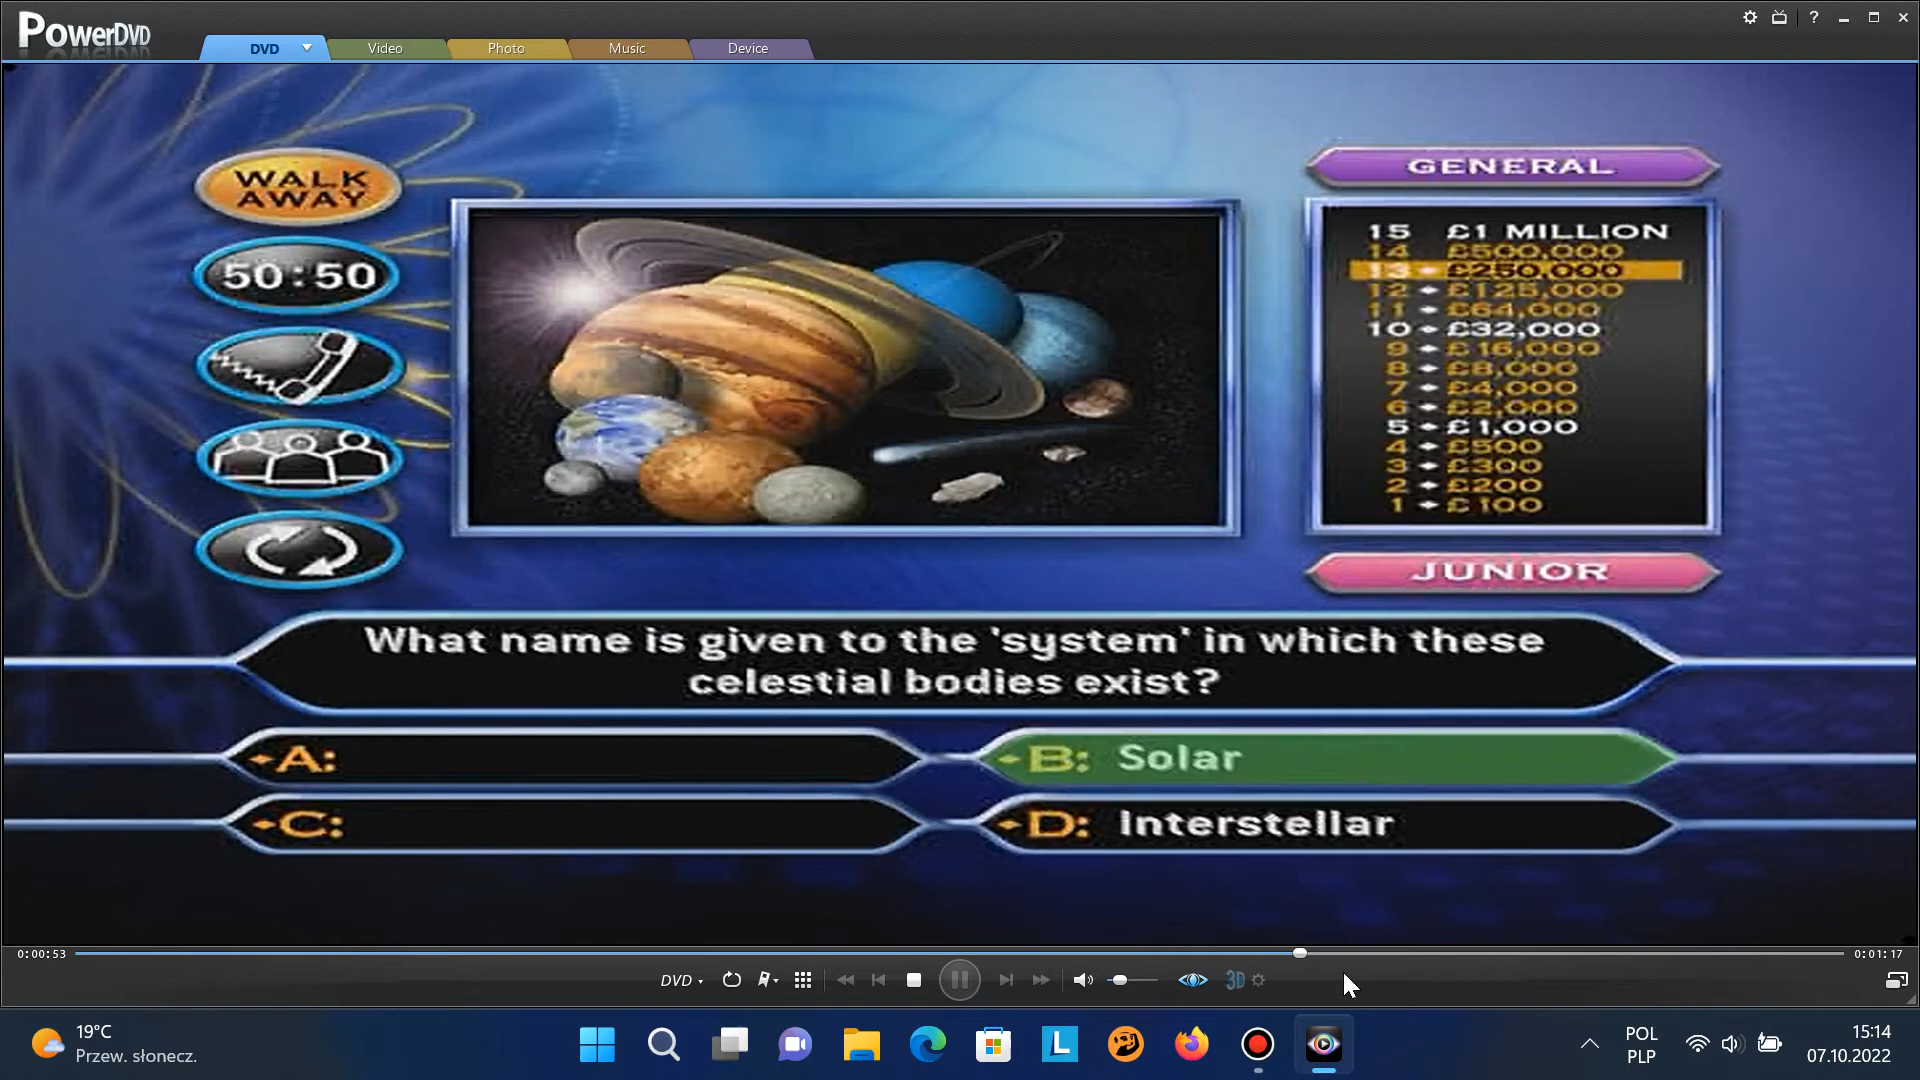 PowerDVD
DVD
Video
Photo
Music
Device
?
WALK
AWAY
50:50
GENERAL
15 £1 MILLION
14 £500,000
13 £250,000
12 £125,000
11 £64,000
10 £32,000
9 £16,000
8 £8,000
7 £4,000
6 £2,000
5 £1,000
4 £500
3 £300
2 £200
1 £100
JUNIOR
What name is given to the 'system' in which these
celestial bodies exist?
A:
B: Solar
C:
D: Interstellar
0:00:53
0:01:17
DVD
3D
19°C
Przew. słonecz.
L
POL
PLP
15:14
07.10.2022